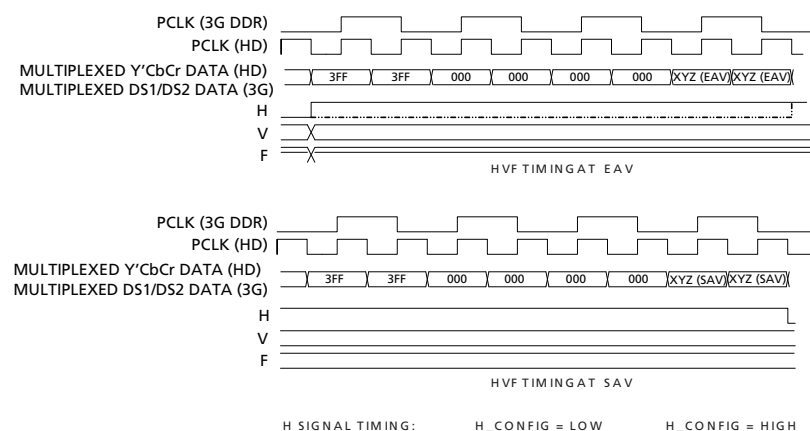 PCLK (3G DDR)
PCLK (HD)
MULTIPLEXED Y'CbCr DATA (HD)
MULTIPLEXED DS1/DS2 DATA (3G)
3FF 3FF 000 000 000 000 XYZ (EAV) XYZ (EAV)
H
V
F
HVF TIMING AT EAV
PCLK (3G DDR)
PCLK (HD)
MULTIPLEXED Y'CbCr DATA (HD)
MULTIPLEXED DS1/DS2 DATA (3G)
3FF 3FF 000 000 000 000 XYZ (SAV) XYZ (SAV)
H
V
F
HVF TIMING AT SAV
H SIGNAL TIMING: H_CONFIG = LOW H_CONFIG = HIGH